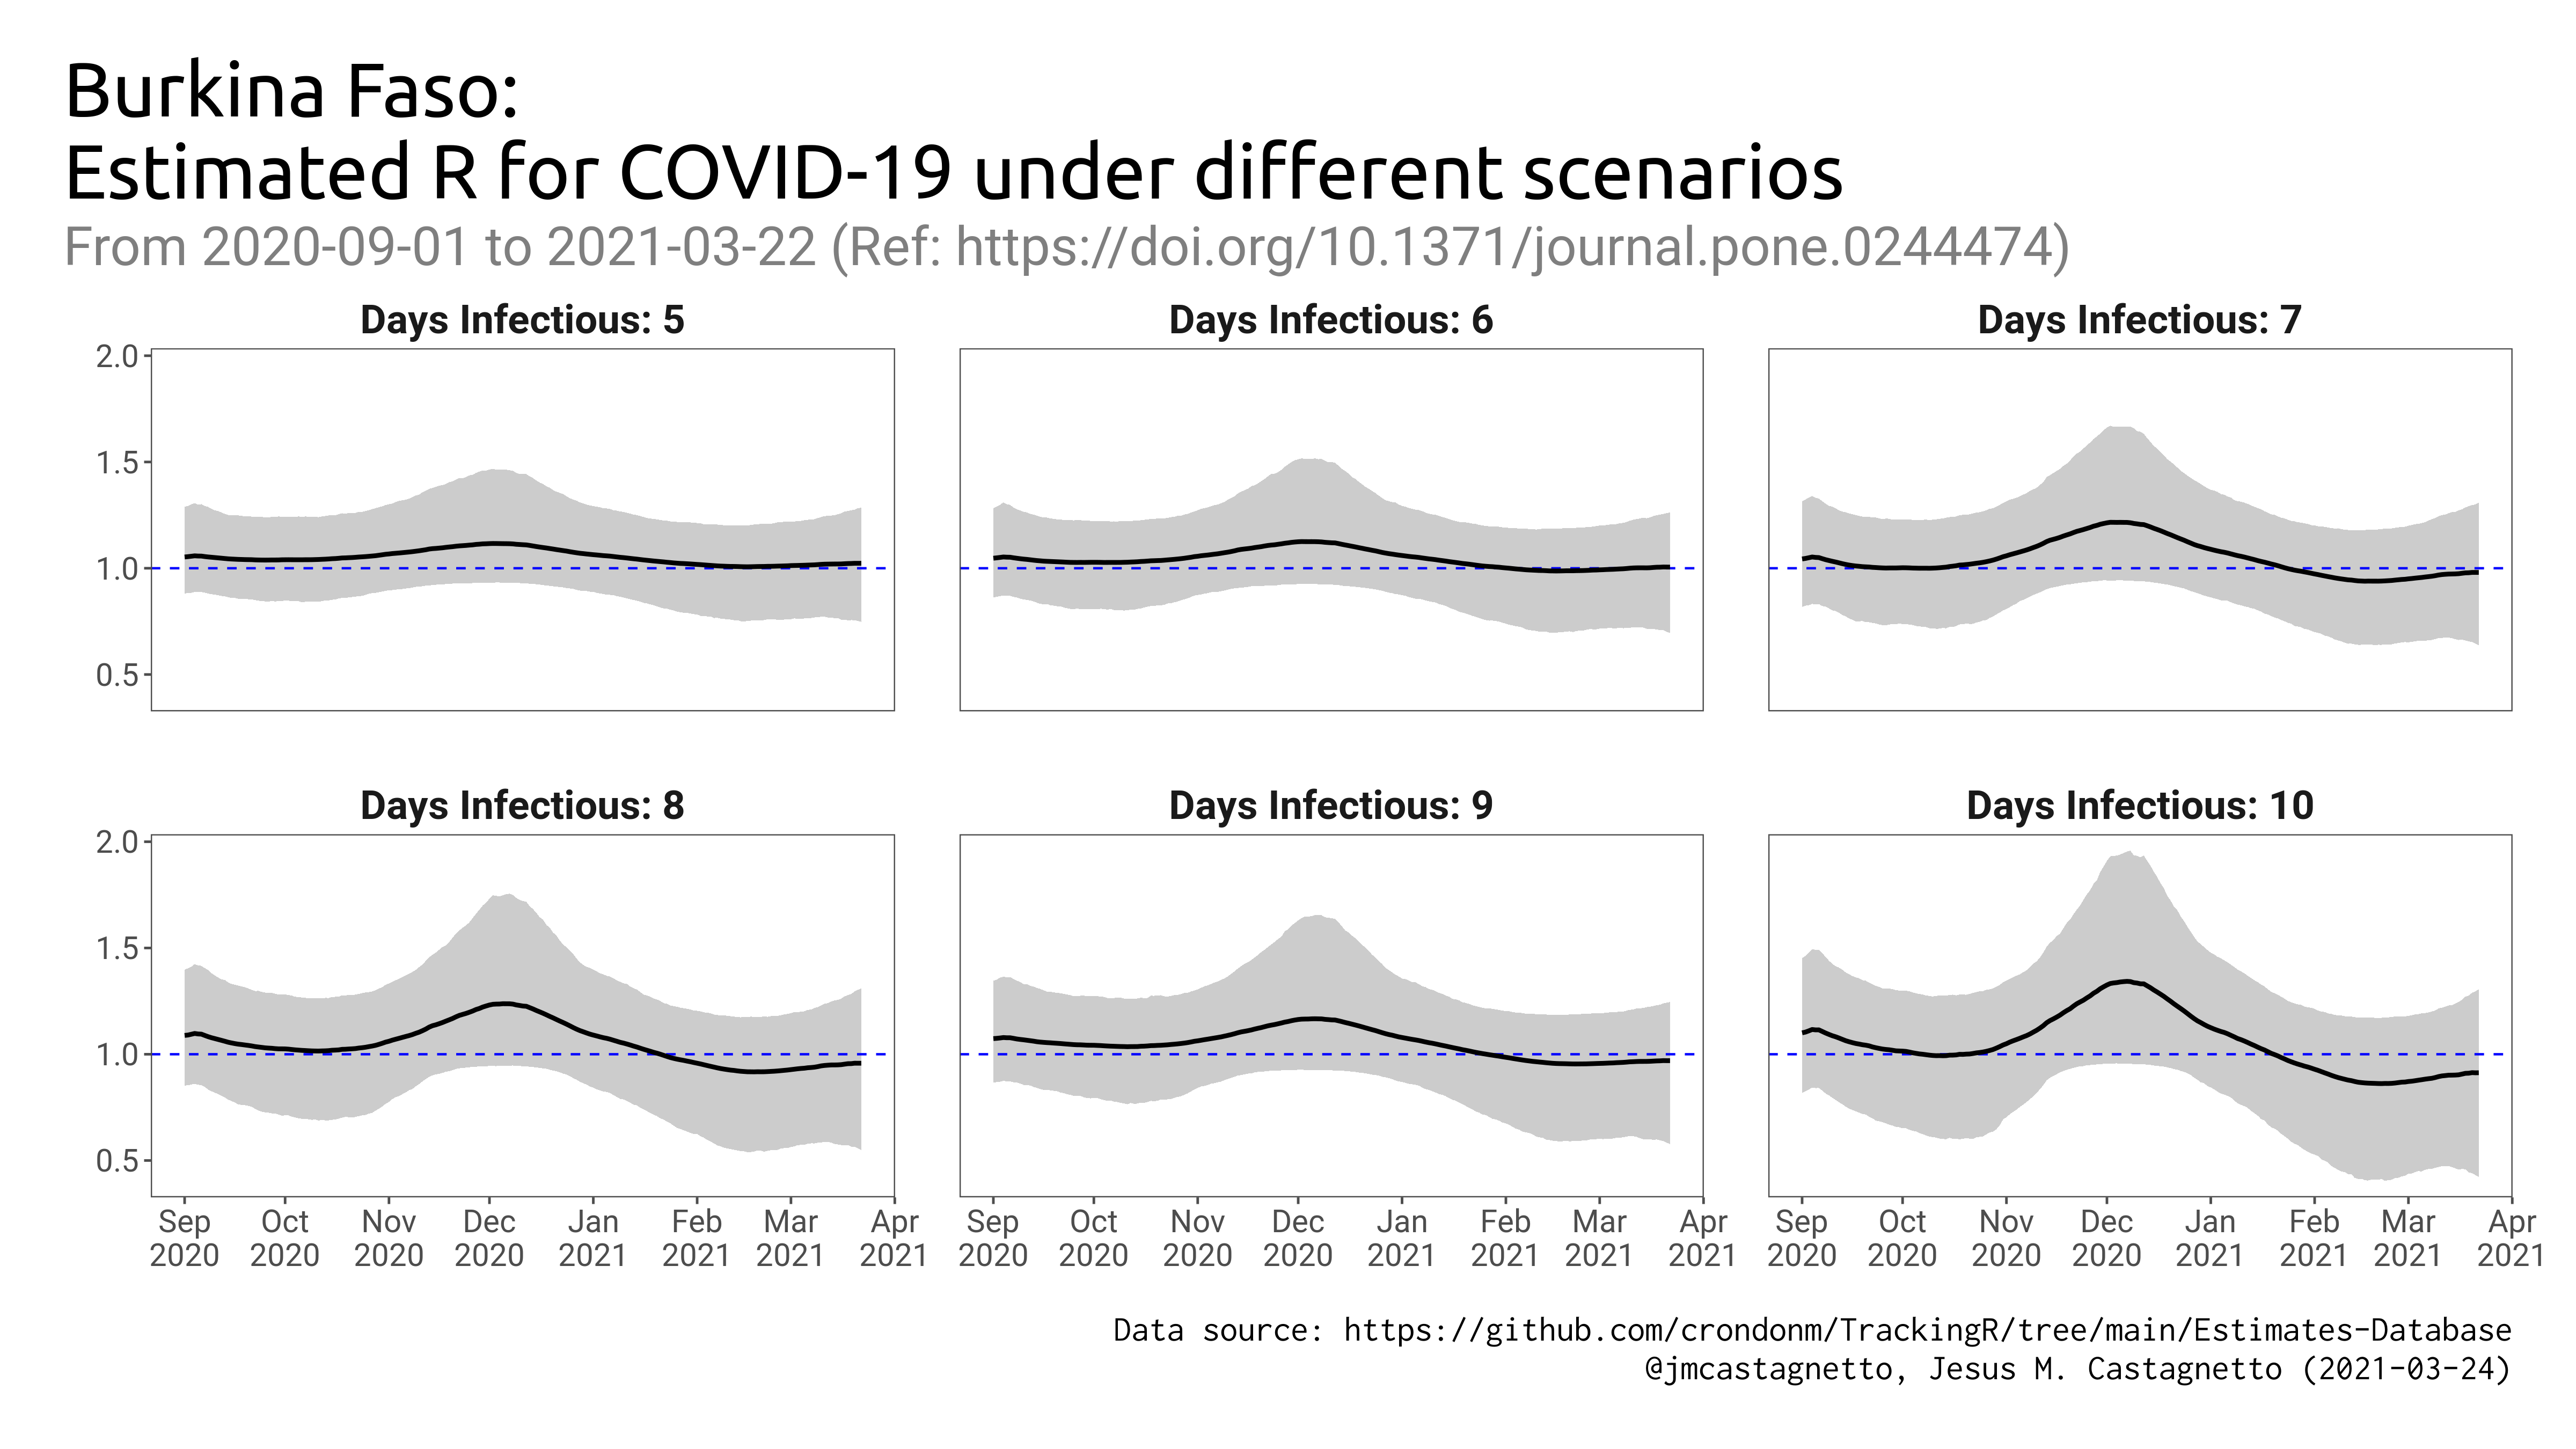 Burkina Faso:
Estimated R for COVID-19 under different scenarios
From 2020-09-01 to 2021-03-22 (Ref: https://doi.org/10.1371/journal.pone.0244474)
Days Infectious: 5
Days Infectious: 6
Days Infectious: 7
2.0
1.5
1.0
0.5
Days Infectious: 8
Days Infectious: 9
Days Infectious: 10
2.0
1.5
1.0
0.5
Sep Oct Nov Dec Jan Feb Mar Apr
2020 2020 2020 2020 2021 2021 2021 2021
Sep Oct Nov Dec Jan Feb Mar Apr
2020 2020 2020 2020 2021 2021 2021 2021
Sep Oct Nov Dec Jan Feb Mar Apr
2020 2020 2020 2020 2021 2021 2021 2021
Data source: https://github.com/crondonm/TrackingR/tree/main/Estimates-Database
@jmcastagnetto, Jesus M. Castagnetto (2021-03-24)